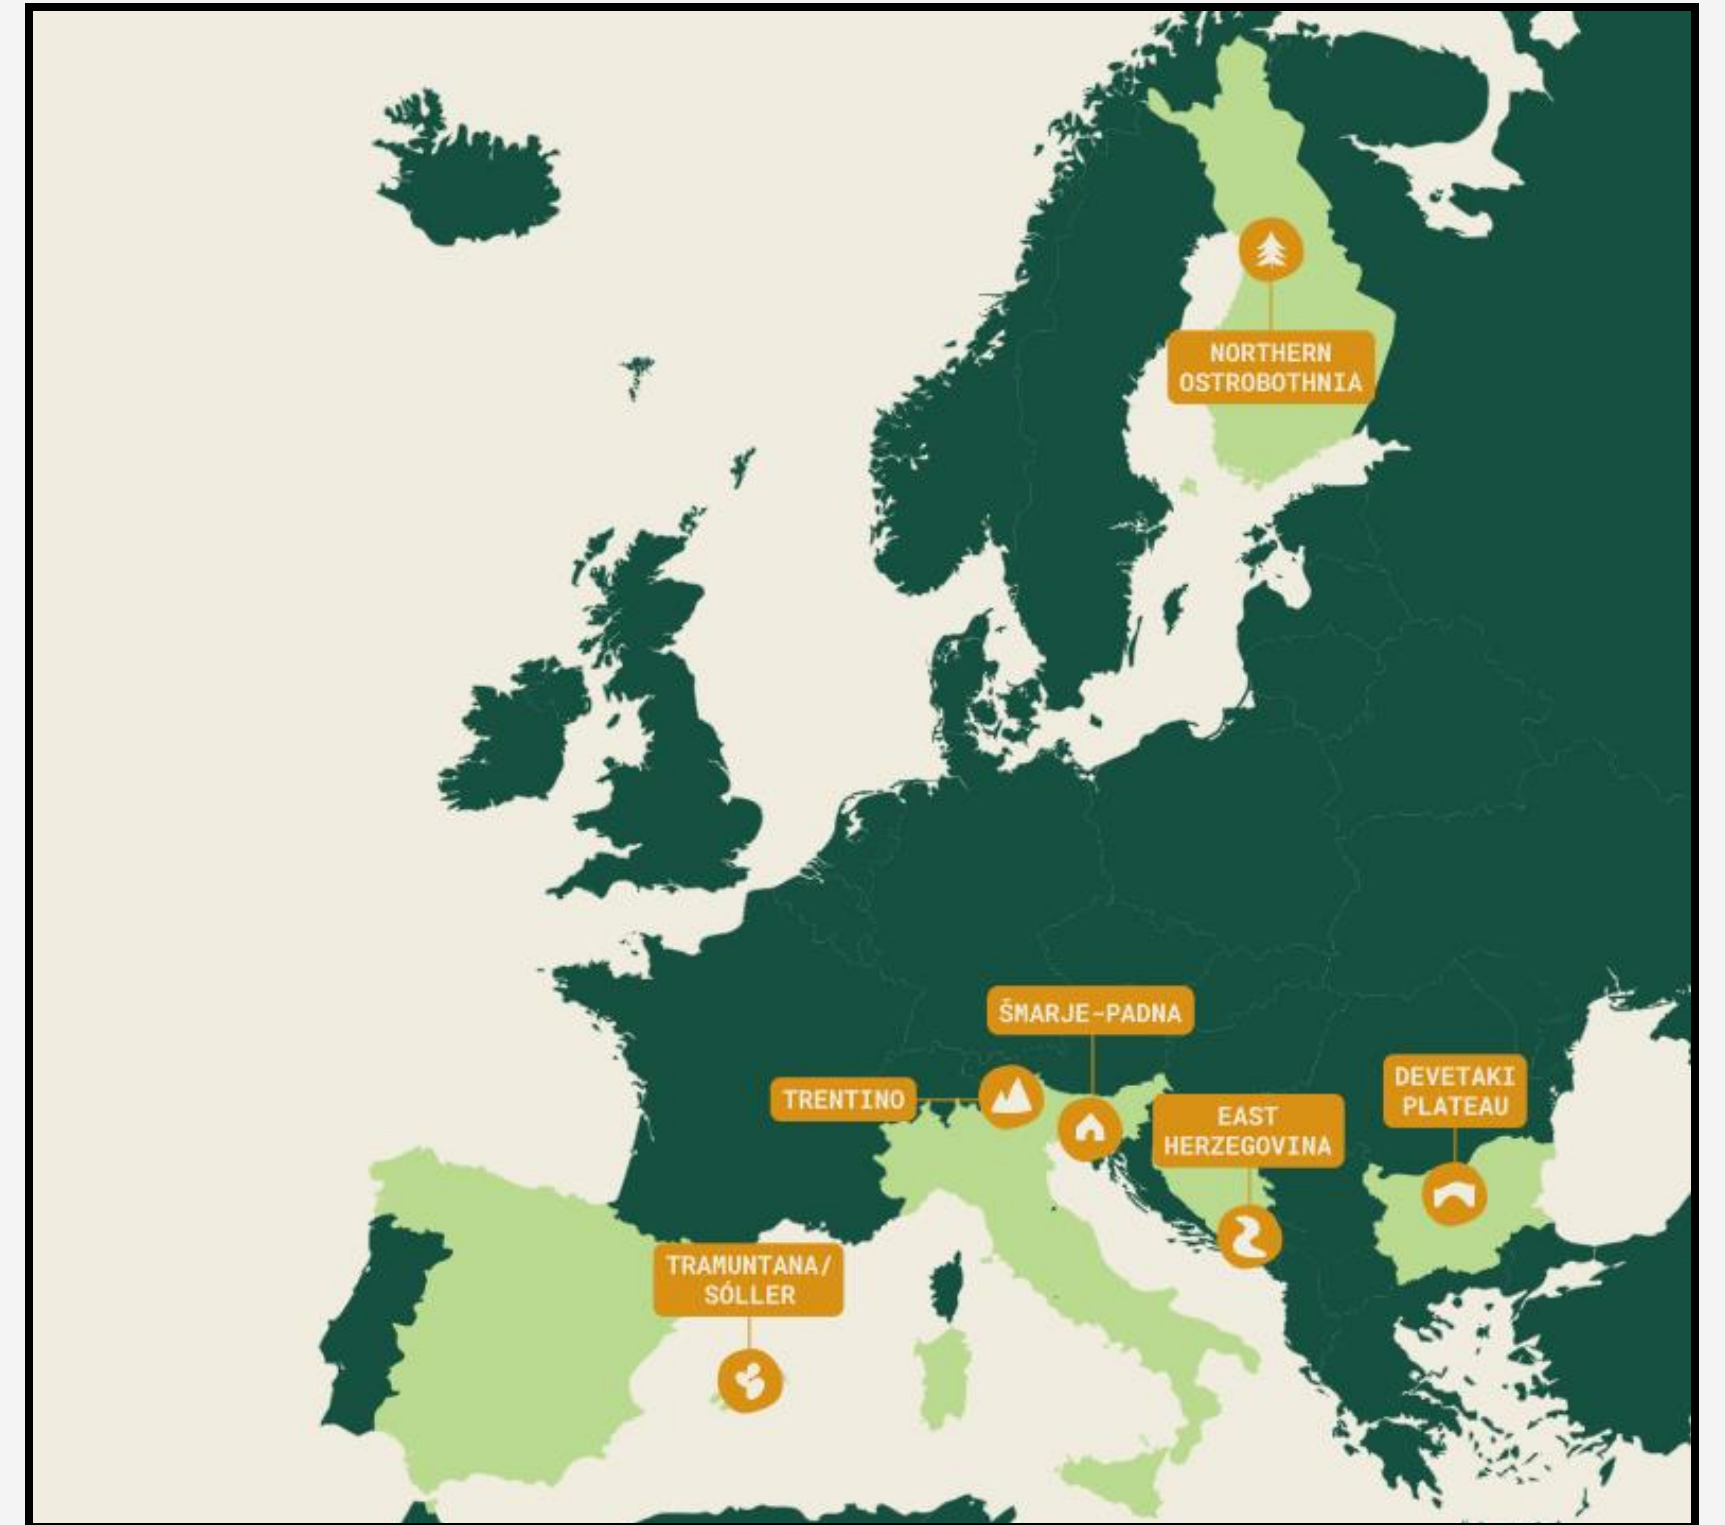 NORTHERN
OSTROBOTHNIA
ŠMARJE-PADNA
TRENTINO
DEVETAKI
PLATEAU
EAST
HERZEGOVINA
TRAMUNTANA/
SÓLLER